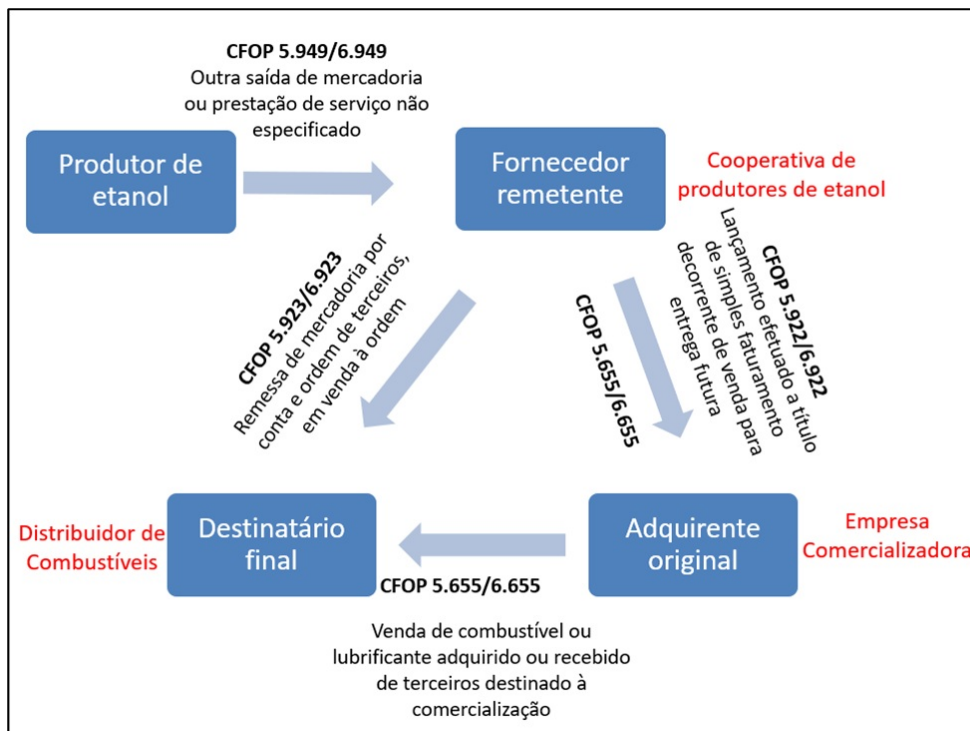 CFOP 5.949/6.949
Outra saída de mercadoria
ou prestação de serviço não
especificado
Produtor de
etanol
Fornecedor
remetente
Cooperativa de
produtores de etanol
CFOP 5.923/6.923
Remessa de mercadoria por
conta e ordem de terceiros,
em venda à ordem
CFOP 5.655/6.655
CFOP 5.922/6.922
Lançamento efetuado a título
de simples faturamento
decorrente de venda para
entrega futura
Distribuidor de
Combustíveis
Destinatário
final
Adquirente
original
Empresa
Comercializadora
CFOP 5.655/6.655
Venda de combustível ou
lubrificante adquirido ou recebido
de terceiros destinado à
comercialização